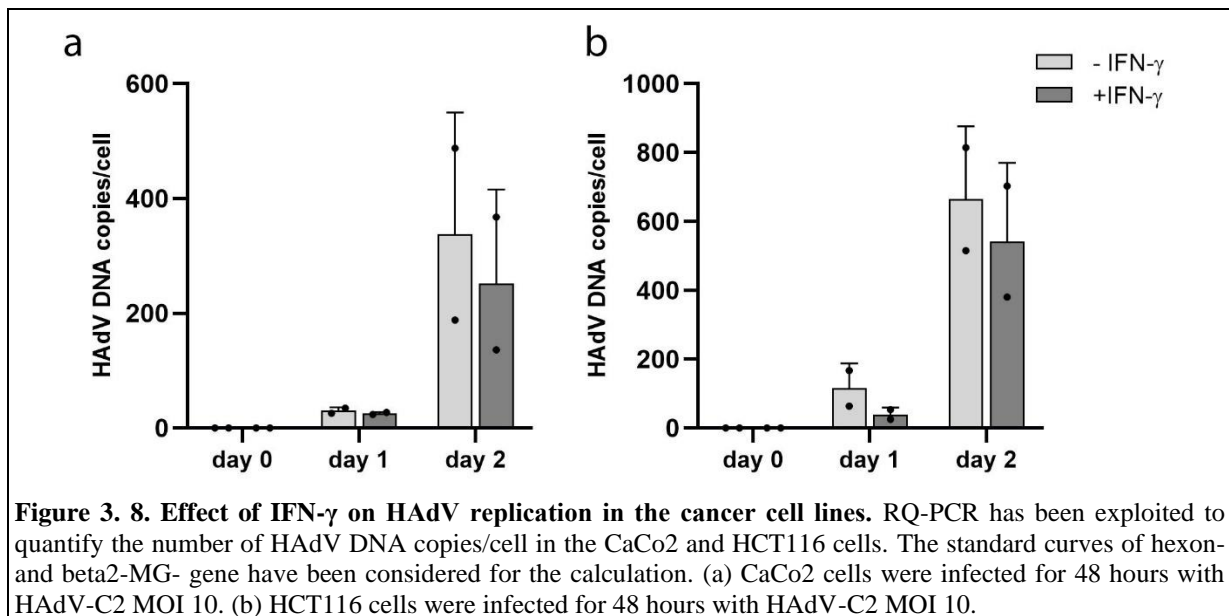 a
b
- IFN-γ
+IFN-γ
600
400
200
0
HAdV DNA copies/cell
day 0 day 1 day 2
1000
800
600
400
200
0
HAdV DNA copies/cell
day 0 day 1 day 2
Figure 3. 8. Effect of IFN-γ on HAdV replication in the cancer cell lines. RQ-PCR has been exploited to
quantify the number of HAdV DNA copies/cell in the CaCo2 and HCT116 cells. The standard curves of hexon-
and beta2-MG- gene have been considered for the calculation. (a) CaCo2 cells were infected for 48 hours with
HAdV-C2 MOI 10. (b) HCT116 cells were infected for 48 hours with HAdV-C2 MOI 10.